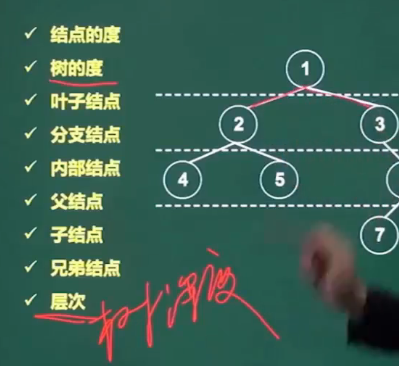 ✓ 结点的度
✓ 树的度
✓ 叶子结点
✓ 分支结点
✓ 内部结点
✓ 父结点
✓ 子结点
✓ 兄弟结点
✓ 层次
树深度
1
2
3
4
5
7